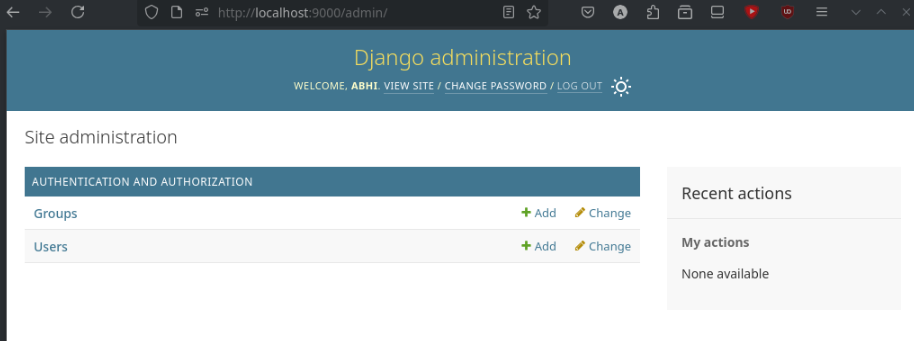 http://localhost:9000/admin/
Django administration
WELCOME, ABHI. VIEW SITE / CHANGE PASSWORD / LOG OUT
Site administration
AUTHENTICATION AND AUTHORIZATION
Groups Add Change
Users Add Change
Recent actions
My actions
None available